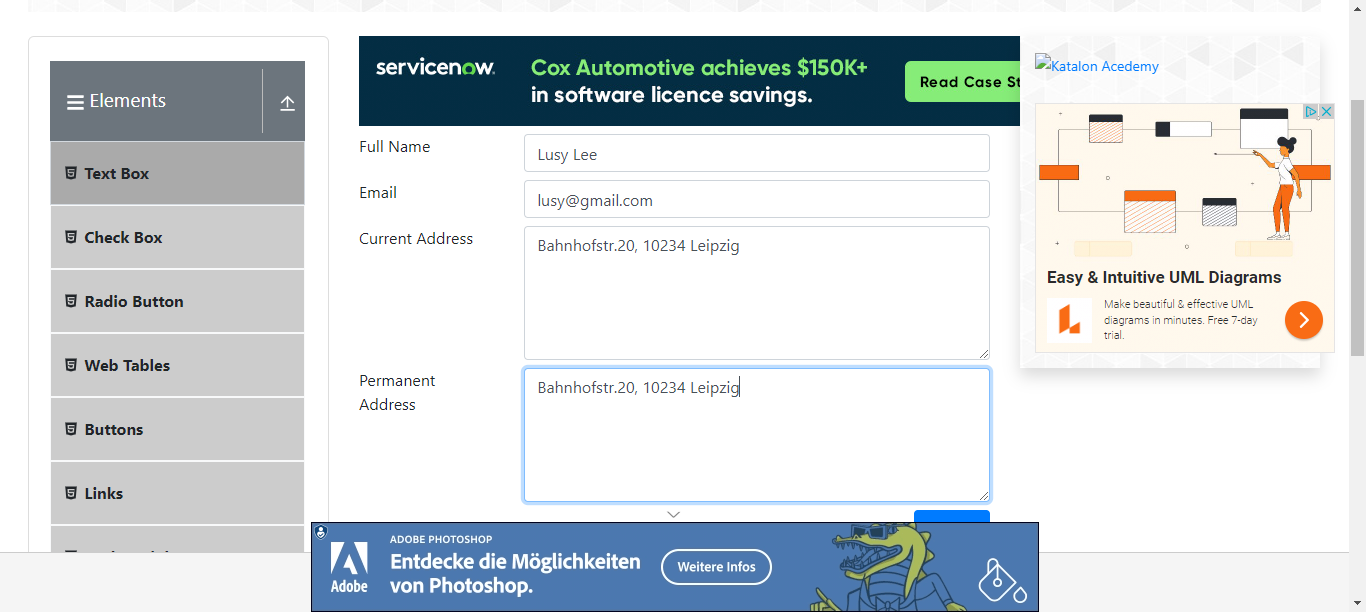 servicenow.
Cox Automotive achieves $150K+
in software licence savings.
Read Case St
Katalon Acedemy
Elements
Text Box
Check Box
Radio Button
Web Tables
Buttons
Links
Full Name
Lusy Lee
Email
lusy@gmail.com
Current Address
Bahnhofstr.20, 10234 Leipzig
Permanent
Address
Bahnhofstr.20, 10234 Leipzig
Easy & Intuitive UML Diagrams
Make beautiful & effective UML
diagrams in minutes. Free 7-day
trial.
Adobe
ADOBE PHOTOSHOP
Entdecke die Möglichkeiten
von Photoshop.
Weitere Infos